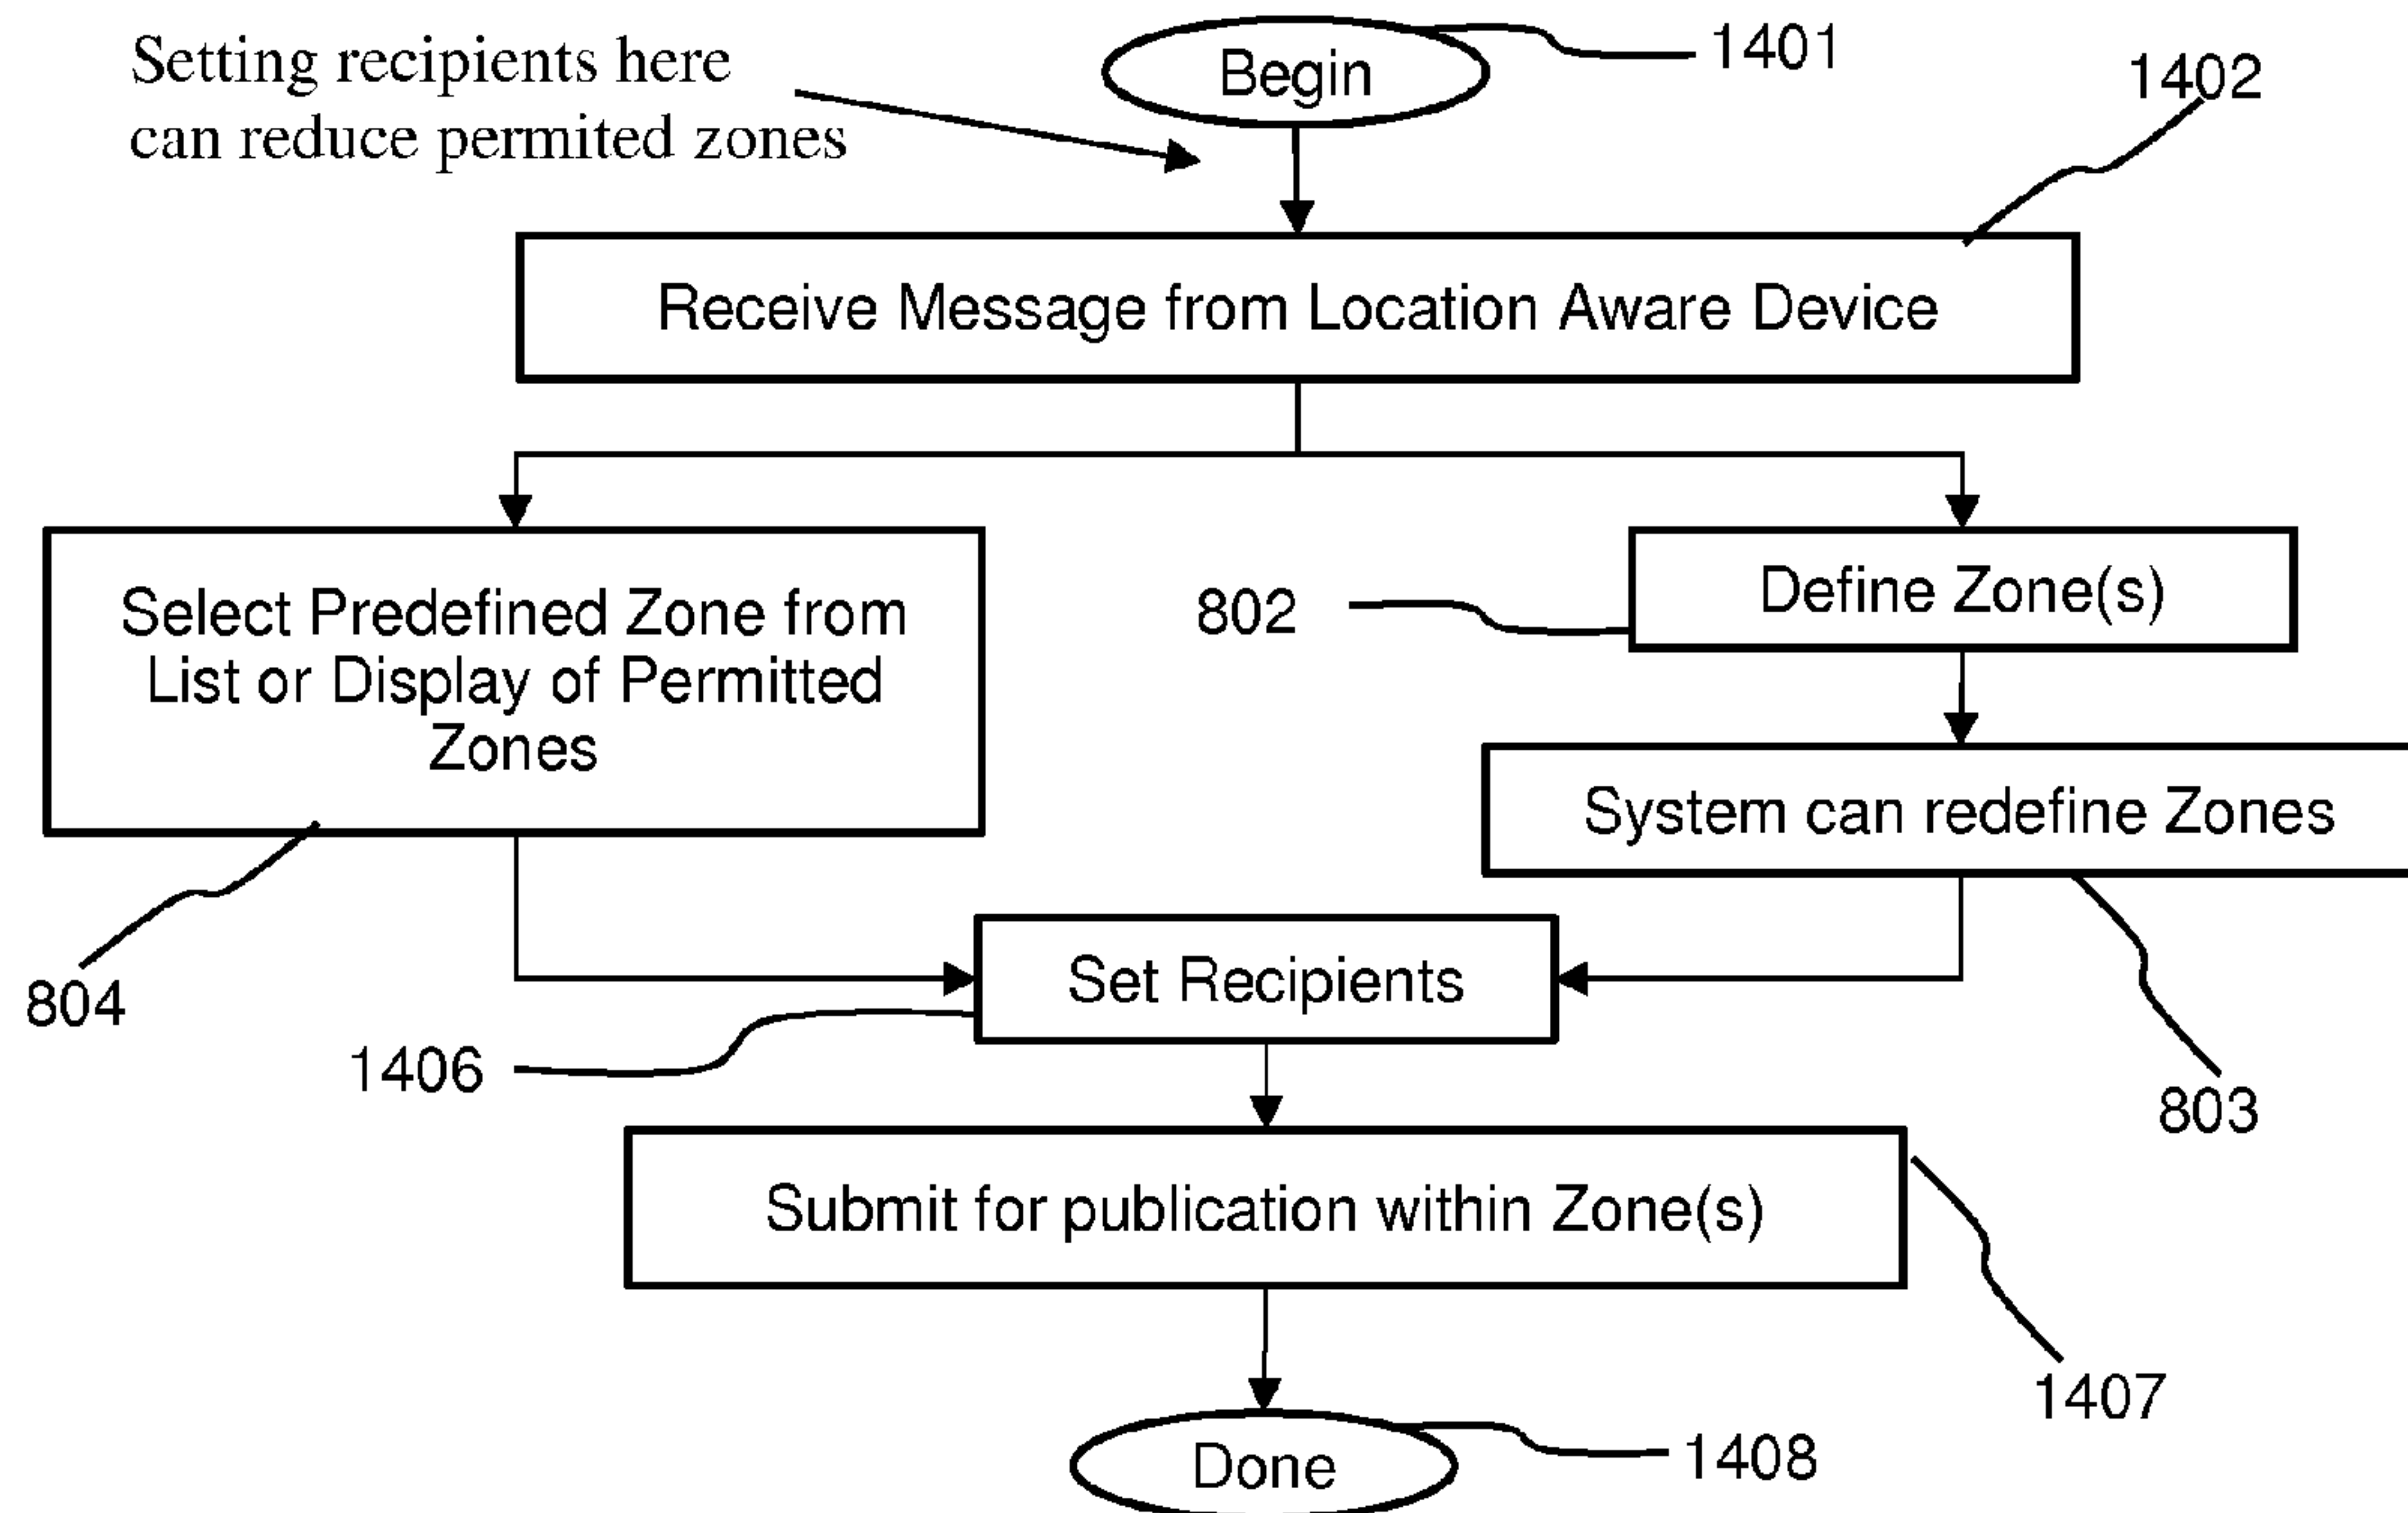 Setting recipients here
can reduce permited zones
Begin
1401
1402
Receive Message from Location Aware Device
Select Predefined Zone from
List or Display of Permitted
Zones
802
Define Zone(s)
System can redefine Zones
804
Set Recipients
1406
803
Submit for publication within Zone(s)
1407
Done
1408